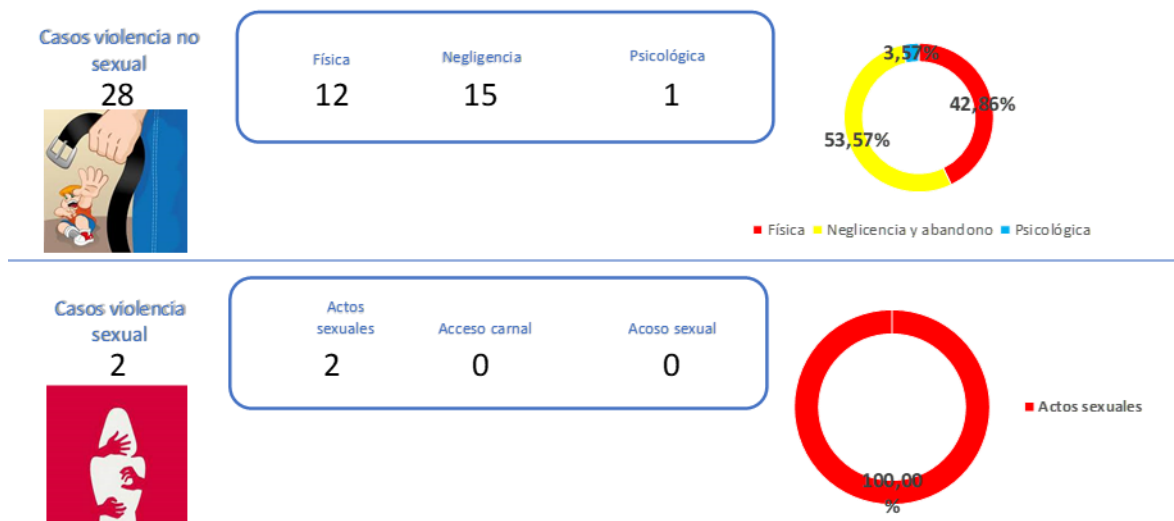 Casos violencia no
sexual
28
Física
12
Negligencia
15
Psicológica
1
3,57%
42,86%
53,57%
Física
Neglicencia y abandono
Psicológica
Casos violencia
sexual
2
Actos
sexuales
2
Acceso carnal
0
Acoso sexual
0
Actos sexuales
100,00
%